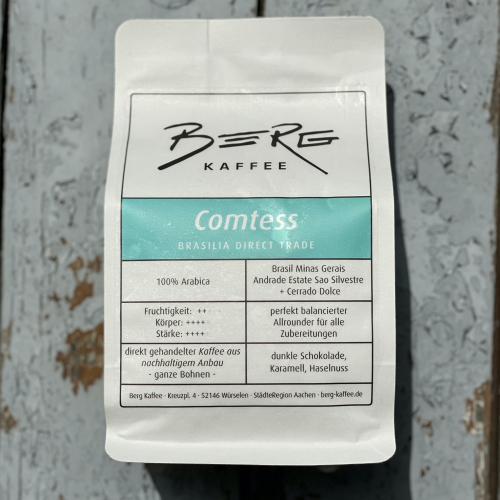 BERG
KAFFEE
Comtess
BRASILIA DIRECT TRADE
100% Arabica
Brasil Minas Gerais
Andrade Estate Sao Silvestre
+ Cerrado Dolce
Fruchtigkeit: ++
Körper: ++++
Stärke: ++++
perfekt balancierter
Allrounder für alle
Zubereitungen
direkt gehandelter Kaffee aus
nachhaltigem Anbau
- ganze Bohnen -
dunkle Schokolade,
Karamell, Haselnuss
Berg Kaffee · Kreuzpl. 4 · 52146 Würselen · StädteRegion Aachen · berg-kaffee.de